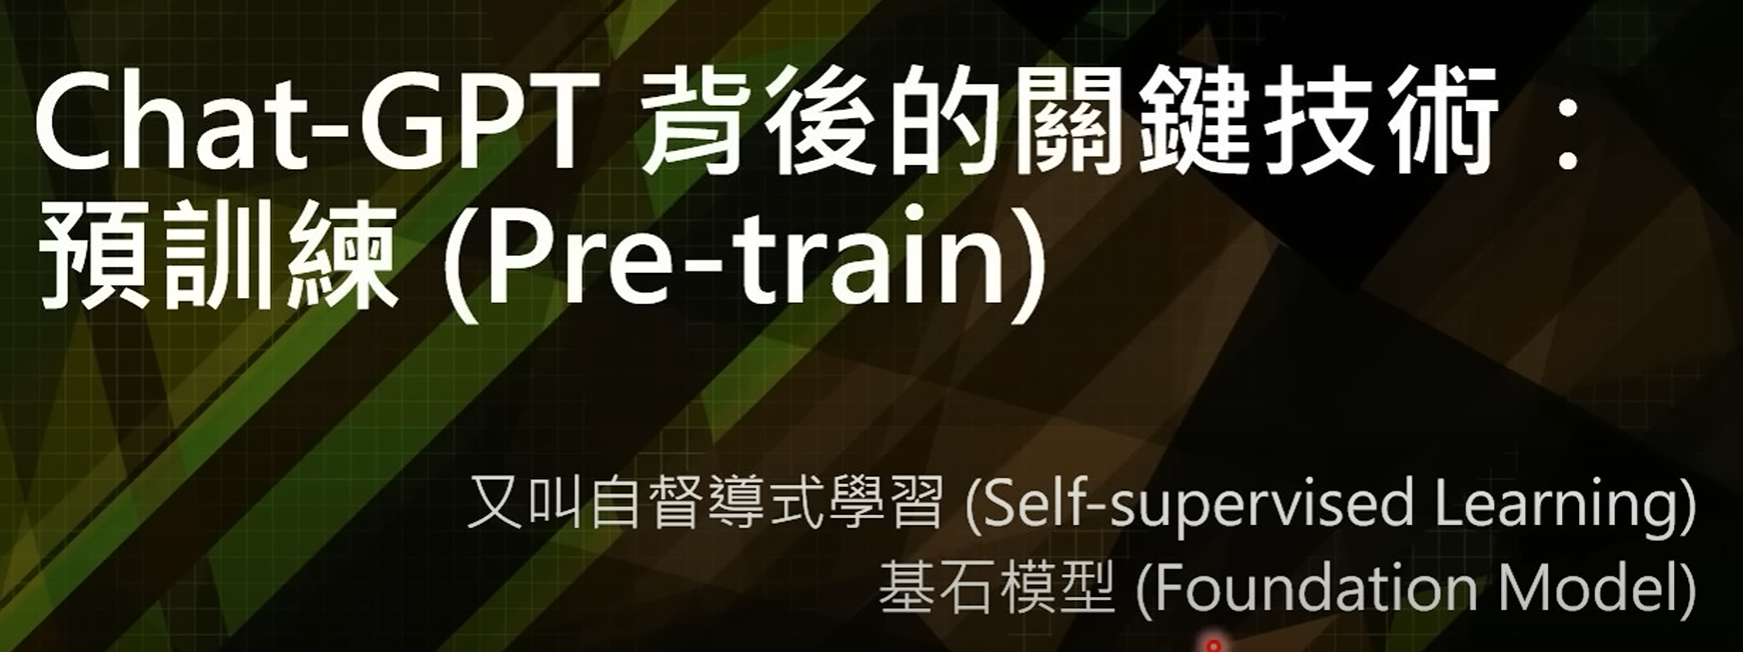 Chat-GPT 背後的關鍵技術：
預訓練 (Pre-train)
又叫自督導式學習 (Self-supervised Learning)
基石模型 (Foundation Model)